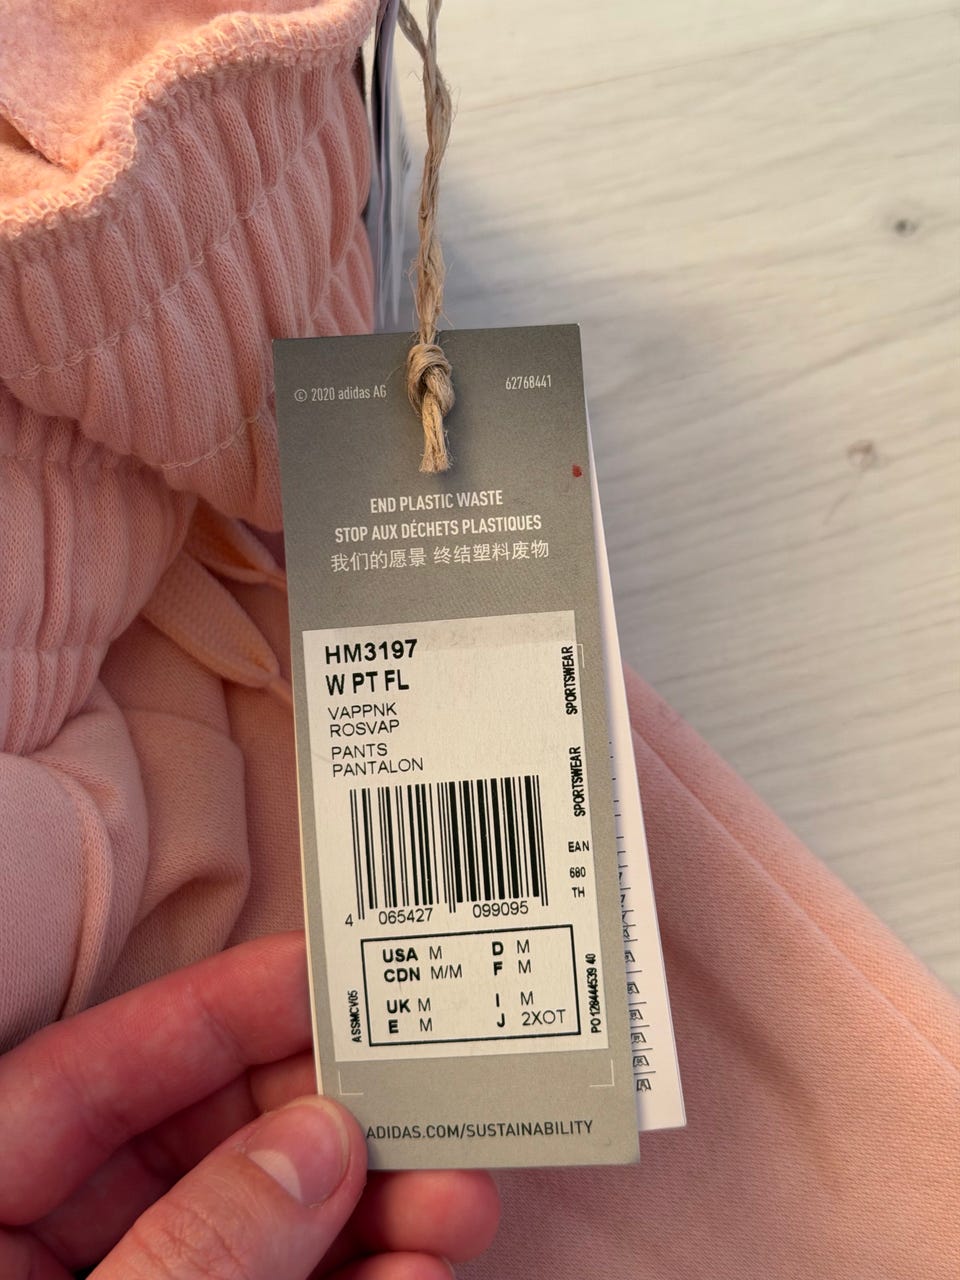 © 2020 adidas AG
62768441
END PLASTIC WASTE
STOP AUX DÉCHETS PLASTIQUES
我们的愿景 终结塑料废物
HM3197
W PT FL
VAPPNK
ROSVAP
PANTS
PANTALON
SPORTSWEAR
SPORTSWEAR
EAN
680
TH
4 065427 099095
USA M D M
CDN M/M F M
UK M I M
E M J 2XOT
ASSMCV05
PO 0128444539 40
ADIDAS.COM/SUSTAINABILITY